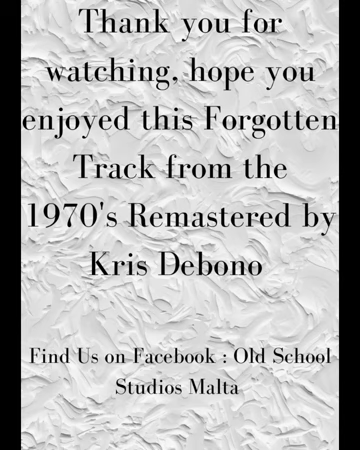 Thank you for
watching, hope you
enjoyed this Forgotten
Track from the
1970's Remastered by
Kris Debono
Find Us on Facebook : Old School
Studios Malta